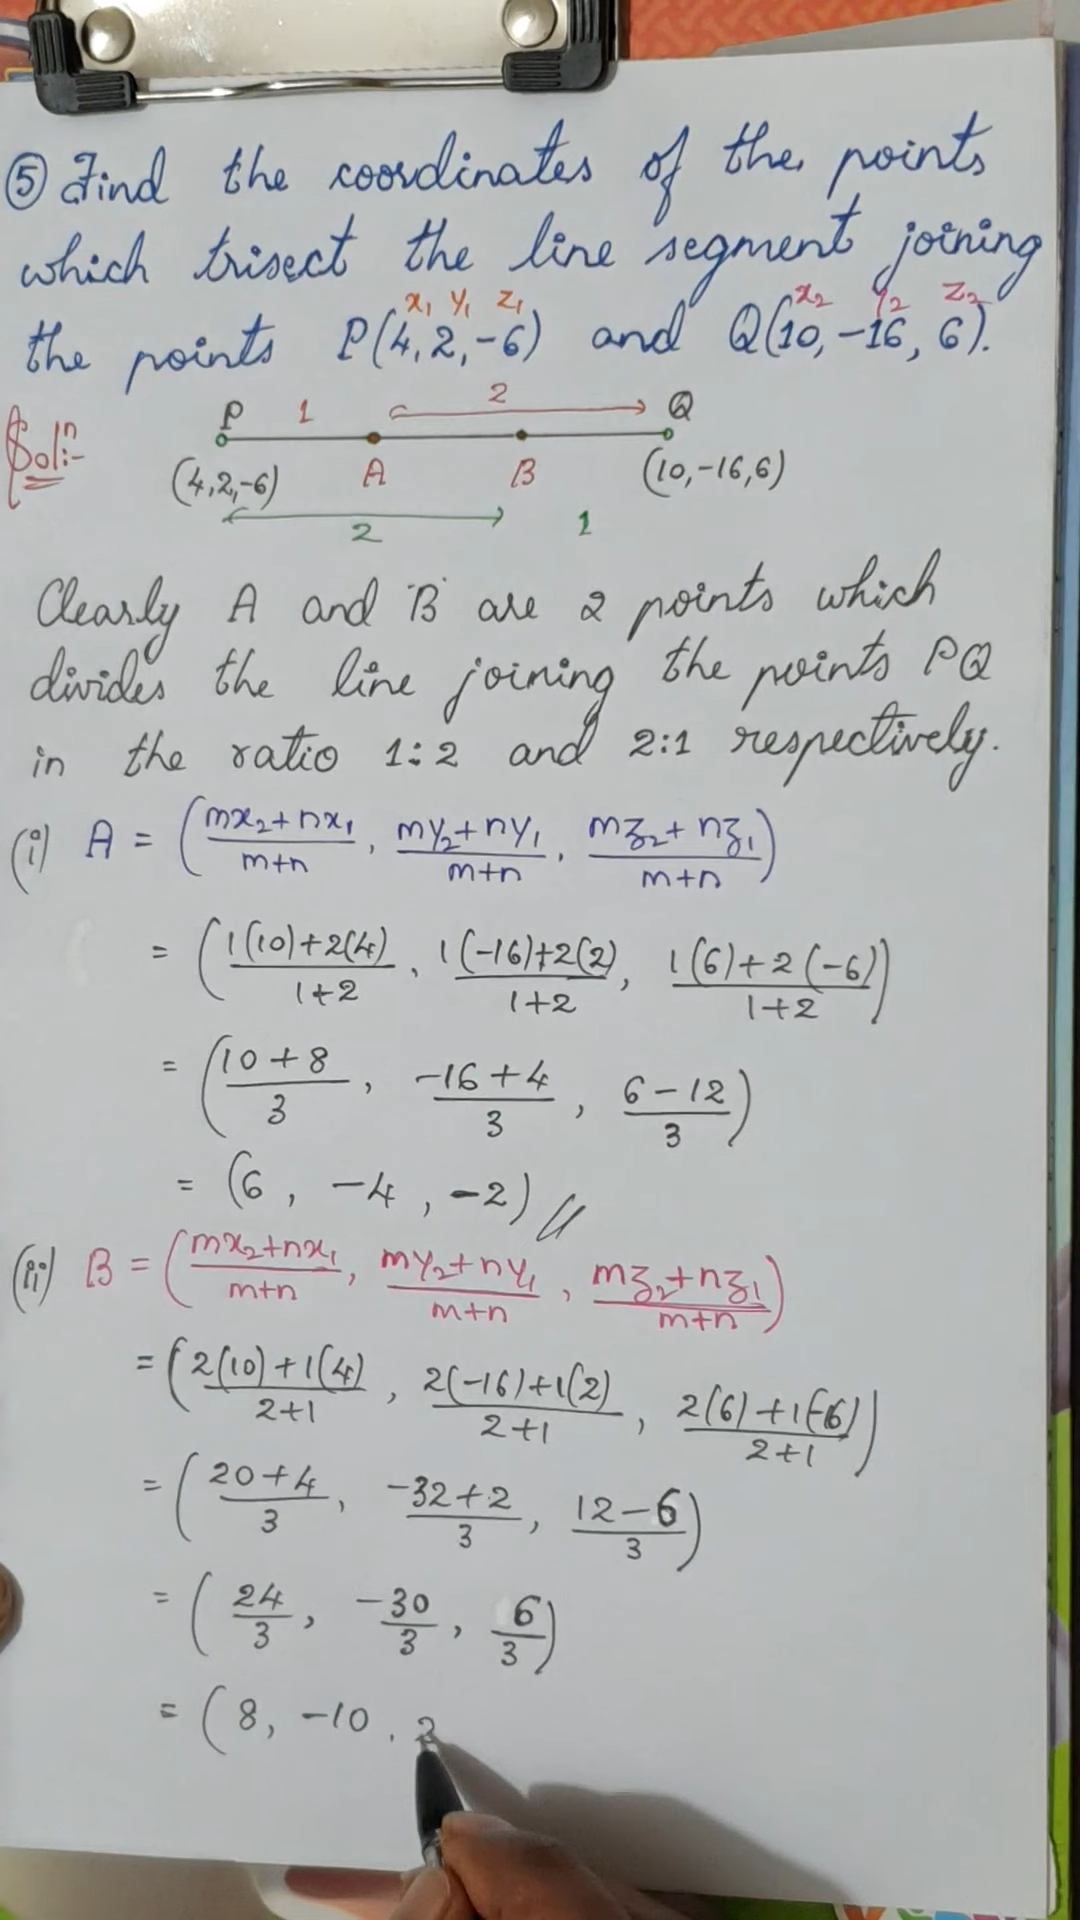 ⑤ Find the coordinates of the points
which trisect the line segment joining
x₁ y₁ z₁ x₂ y₂ z₂
the points P(4,2,-6) and Q(10,-16,6).
Solⁿ:-
P 1 2 Q
(4,2,-6) A B (10,-16,6)
2 1
Clearly A and B are 2 points which
divides the line joining the points PQ
in the ratio 1:2 and 2:1 respectively.
(i) A = ((mx₂+nx₁)/(m+n), (my₂+ny₁)/(m+n), (mz₂+nz₁)/(m+n))
= ((1(10)+2(4))/(1+2), (1(-16)+2(2))/(1+2), (1(6)+2(-6))/(1+2))
= ((10+8)/3, (-16+4)/3, (6-12)/3)
= (6, -4, -2)//
(ii) B = ((mx₂+nx₁)/(m+n), (my₂+ny₁)/(m+n), (mz₂+nz₁)/(m+n))
= ((2(10)+1(4))/(2+1), (2(-16)+1(2))/(2+1), (2(6)+1(-6))/(2+1))
= ((20+4)/3, (-32+2)/3, (12-6)/3)
= (24/3, -30/3, 6/3)
= (8, -10, 2